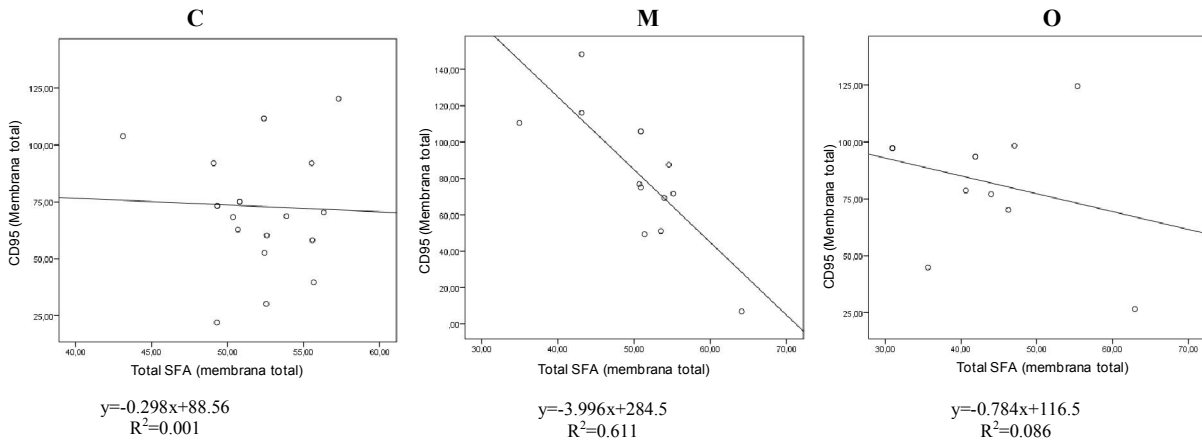 C
CD95 (Membrana total)
125,00
100,00
75,00
50,00
25,00
40,00 45,00 50,00 55,00 60,00
Total SFA (membrana total)
y=-0.298x+88.56
R²=0.001
M
CD95 (Membrana total)
140,00
120,00
100,00
80,00
60,00
40,00
20,00
,00
30,00 40,00 50,00 60,00 70,00
Total SFA (membrana total)
y=-3.996x+284.5
R²=0.611
O
CD95 (Membrana total)
125,00
100,00
75,00
50,00
25,00
30,00 40,00 50,00 60,00 70,00
Total SFA (membrana total)
y=-0.784x+116.5
R²=0.086